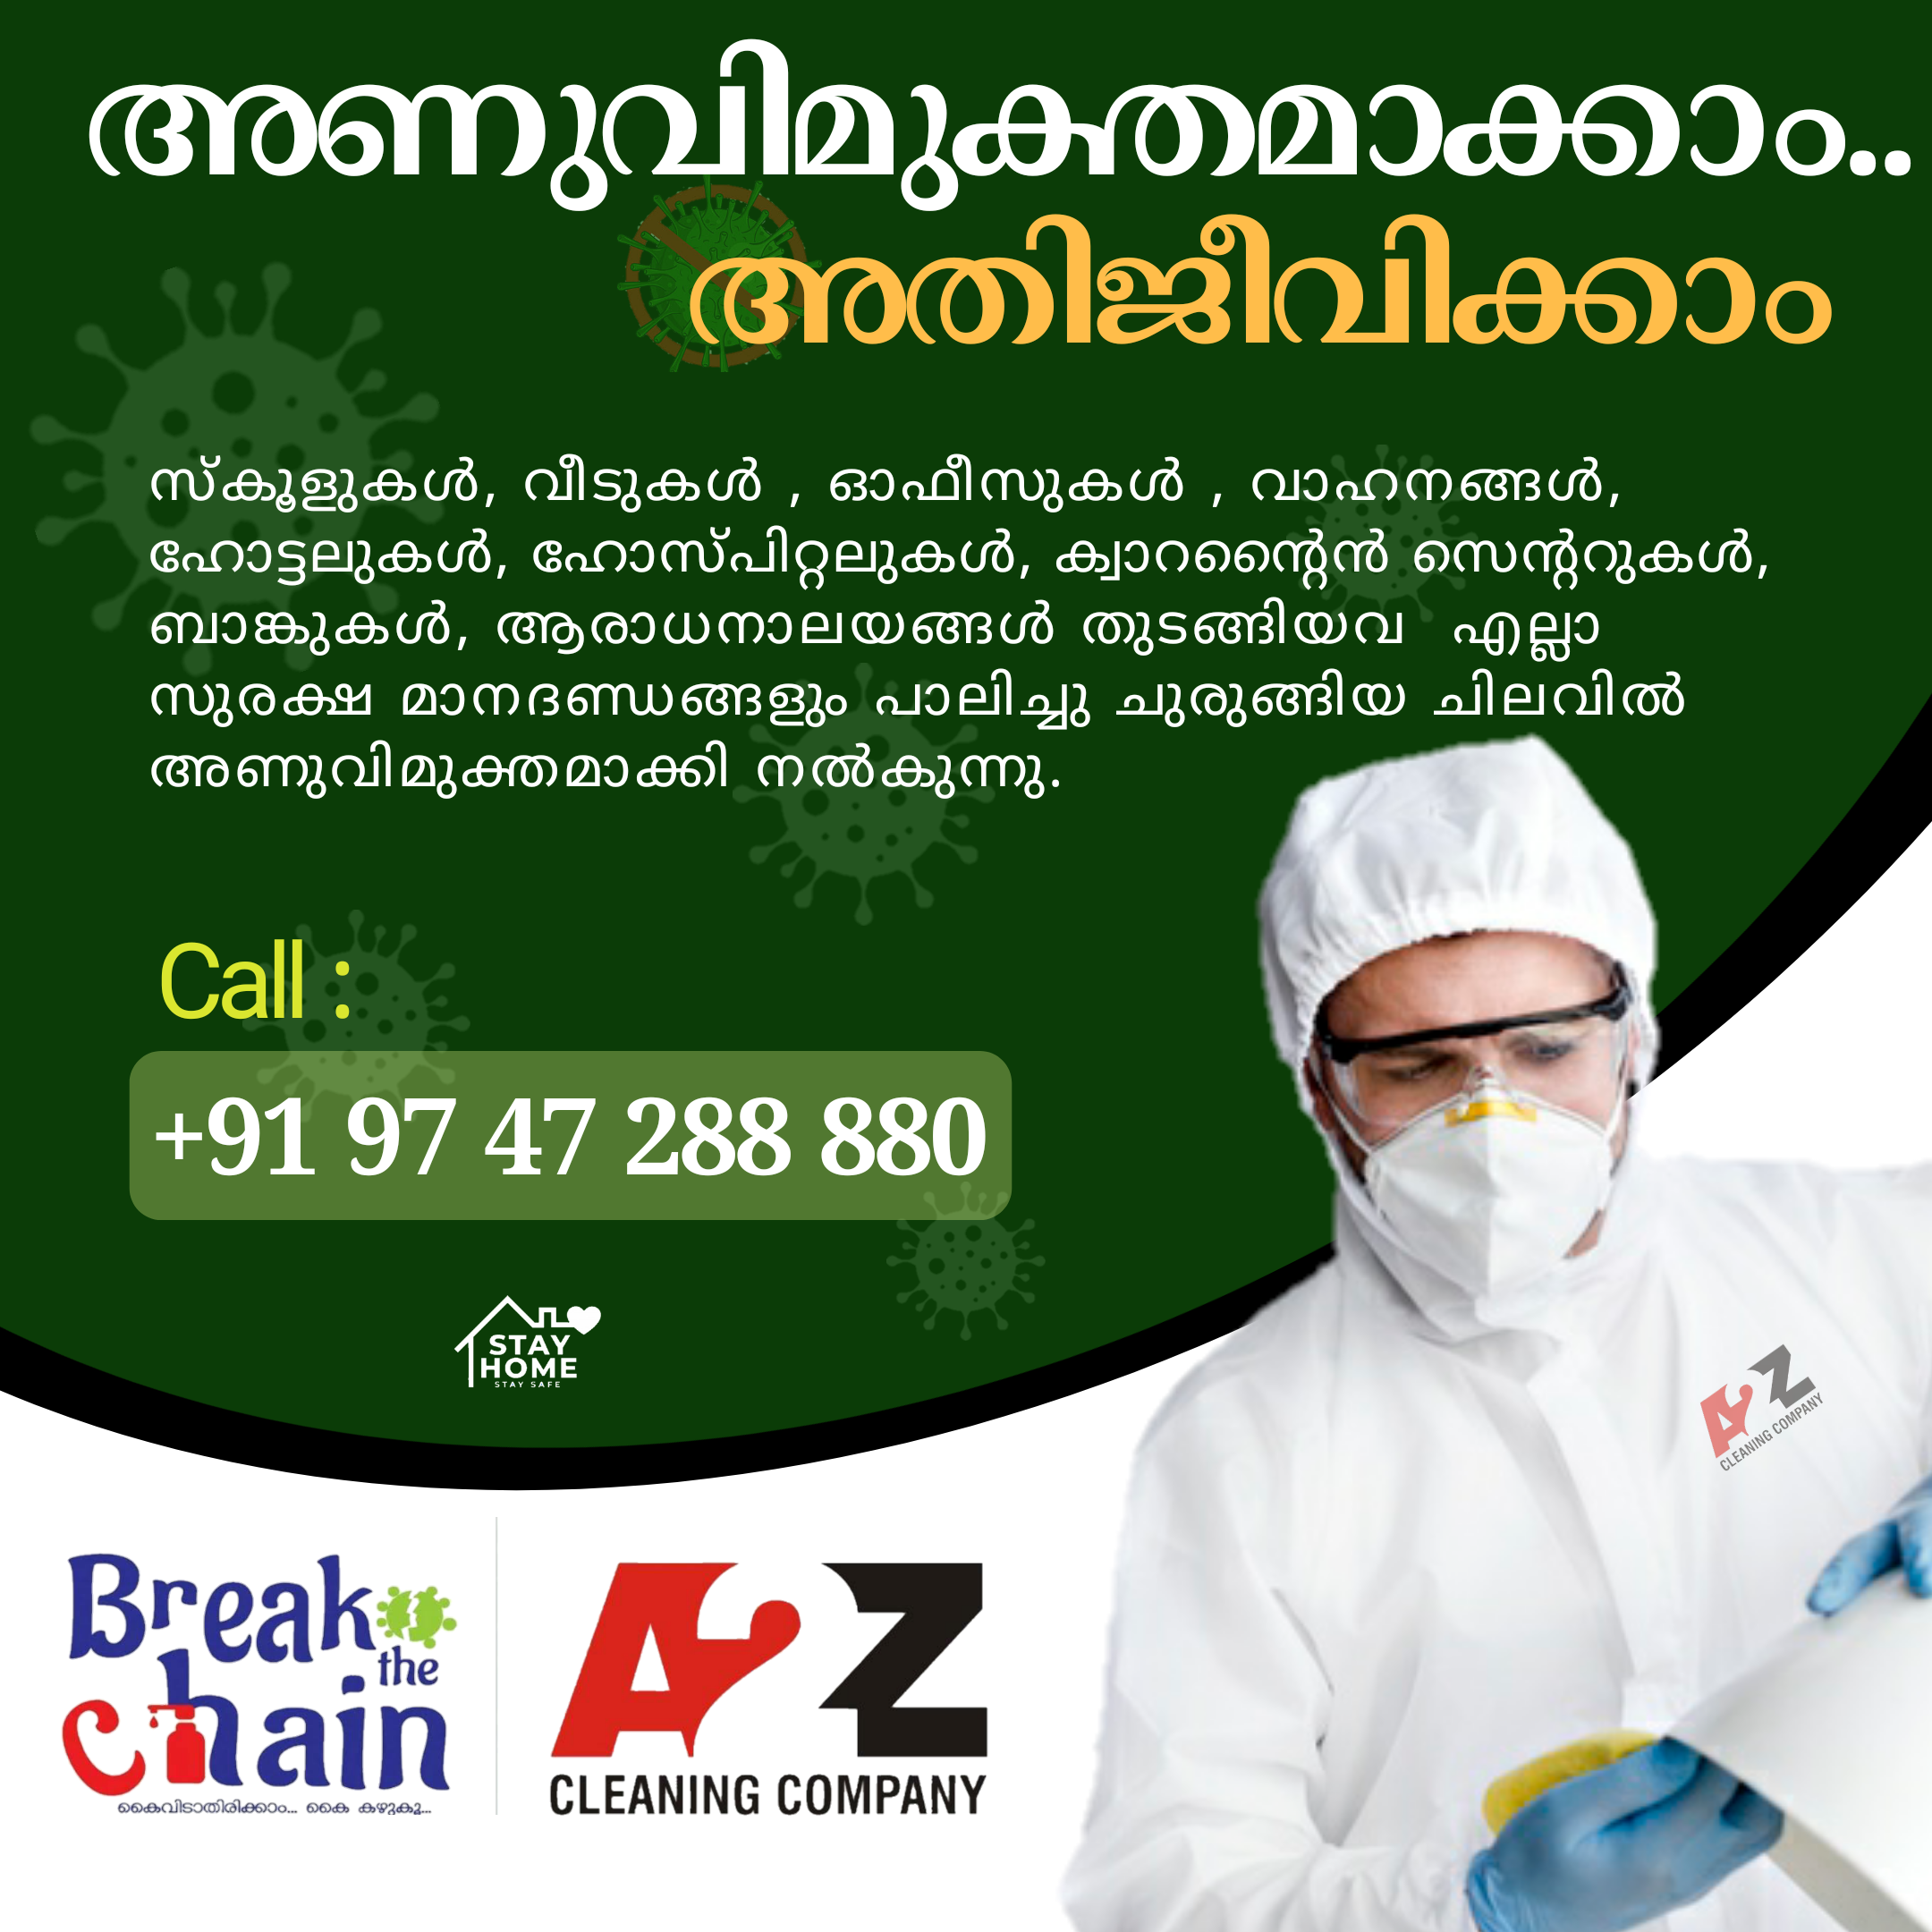 അണുവിമുക്തമാക്കാം..
അതിജീവിക്കാം
സ്കൂളുകൾ, വീടുകൾ , ഓഫീസുകൾ , വാഹനങ്ങൾ,
ഹോട്ടലുകൾ, ഹോസ്പിറ്റലുകൾ, ക്വാറന്റൈൻ സെന്ററുകൾ,
ബാങ്കുകൾ, ആരാധനാലയങ്ങൾ തുടങ്ങിയവ എല്ലാ
സുരക്ഷ മാനദണ്ഡങ്ങളും പാലിച്ചു ചുരുങ്ങിയ ചിലവിൽ
അണുവിമുക്തമാക്കി നൽകുന്നു.
Call :
+91 97 47 288 880
STAY
HOME
STAY SAFE
A2Z
CLEANING COMPANY
Break
the
chain
കൈവിടാതിരിക്കാം... കൈ കഴുകൂ...
A2Z
CLEANING COMPANY